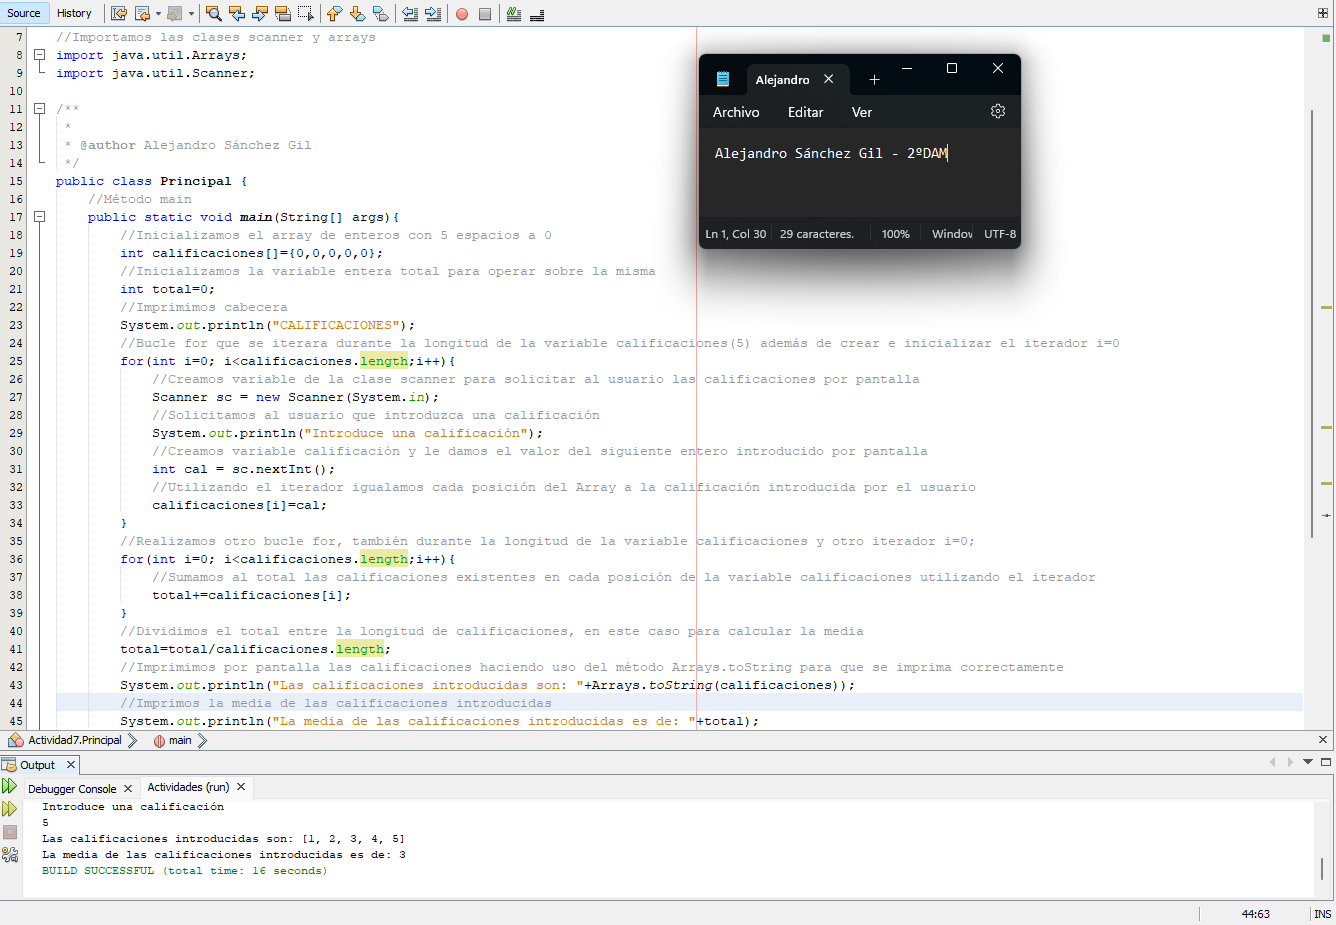 Source History
7 //Importamos las clases scanner y arrays
8 import java.util.Arrays;
9 import java.util.Scanner;
10
11 /**
12 *
13 * @author Alejandro Sánchez Gil
14 */
15 public class Principal {
16 //Método main
17 public static void main(String[] args){
18 //Inicializamos el array de enteros con 5 espacios a 0
19 int calificaciones[]={0,0,0,0,0};
20 //Inicializamos la variable entera total para operar sobre la misma
21 int total=0;
22 //Imprimimos cabecera
23 System.out.println("CALIFICACIONES");
24 //Bucle for que se iterara durante la longitud de la variable calificaciones(5) además de crear e inicializar el iterador i=0
25 for(int i=0; i<calificaciones.length;i++){
26 //Creamos variable de la clase scanner para solicitar al usuario las calificaciones por pantalla
27 Scanner sc = new Scanner(System.in);
28 //Solicitamos al usuario que introduzca una calificación
29 System.out.println("Introduce una calificación");
30 //Creamos variable calificación y le damos el valor del siguiente entero introducido por pantalla
31 int cal = sc.nextInt();
32 //Utilizando el iterador igualamos cada posición del Array a la calificación introducida por el usuario
33 calificaciones[i]=cal;
34 }
35 //Realizamos otro bucle for, también durante la longitud de la variable calificaciones y otro iterador i=0;
36 for(int i=0; i<calificaciones.length;i++){
37 //Sumamos al total las calificaciones existentes en cada posición de la variable calificaciones utilizando el iterador
38 total+=calificaciones[i];
39 }
40 //Dividimos el total entre la longitud de calificaciones, en este caso para calcular la media
41 total=total/calificaciones.length;
42 //Imprimimos por pantalla las calificaciones haciendo uso del método Arrays.toString para que se imprima correctamente
43 System.out.println("Las calificaciones introducidas son: "+Arrays.toString(calificaciones));
44 //Imprimos la media de las calificaciones introducidas
45 System.out.println("La media de las calificaciones introducidas es de: "+total);
Alejandro
Archivo Editar Ver
Alejandro Sánchez Gil - 2ºDAM
Ln 1, Col 30 29 caracteres. 100% Window UTF-8
Actividad7.Principal main
Output
Debugger Console Actividades (run)
Introduce una calificación
5
Las calificaciones introducidas son: [1, 2, 3, 4, 5]
La media de las calificaciones introducidas es de: 3
BUILD SUCCESSFUL (total time: 16 seconds)
44:63 INS